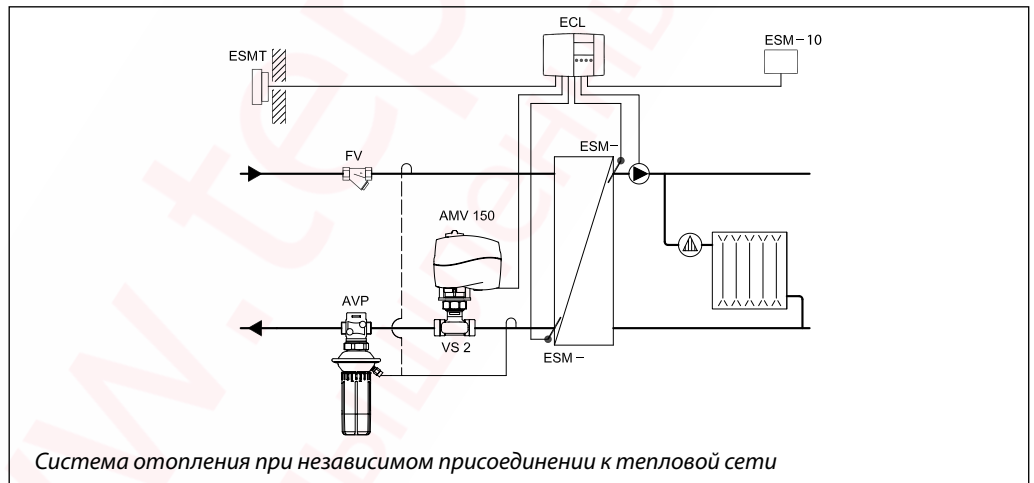 ECL
ESM-10
ESMT
ESM-
FV
AMV 150
AVP
VS 2
ESM-
Система отопления при независимом присоединении к тепловой сети